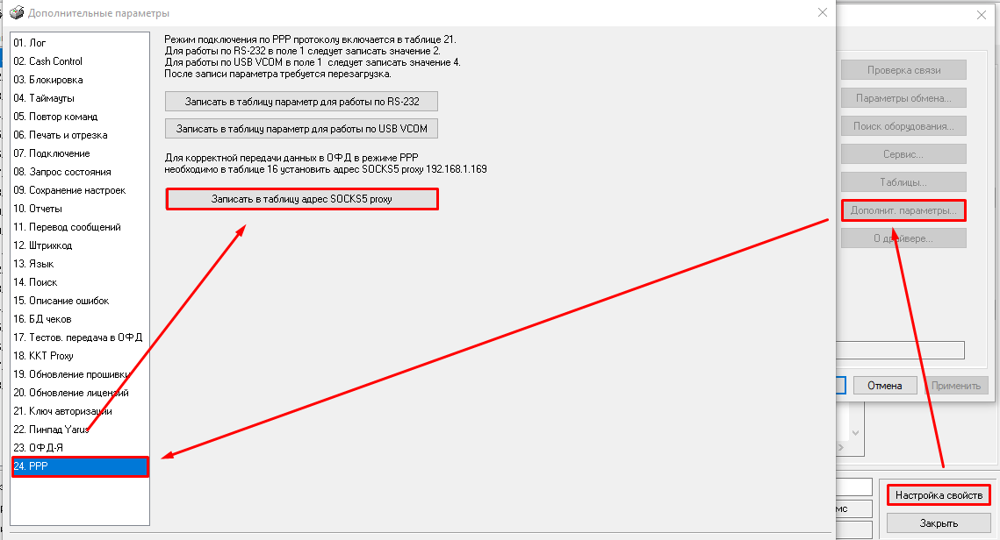 Дополнительные параметры
01. Лог
02. Cash Control
03. Блокировка
04. Таймауты
05. Повтор команд
06. Печать и отрезка
07. Подключение
08. Запрос состояния
09. Сохранение настроек
10. Отчеты
11. Перевод сообщений
12. Штрихкод
13. Язык
14. Поиск
15. Описание ошибок
16. БД чеков
17. Тестов. передача в ОФД
18. ККТ Proxy
19. Обновление прошивки
20. Обновление лицензий
21. Ключ авторизации
22. Пинпад Yarus
23. ОФД-Я
24. PPP
Режим подключения по PPP протоколу включается в таблице 21.
Для работы по RS-232 в поле 1 следует записать значение 2.
Для работы по USB VCOM в поле 1 следует записать значение 4.
После записи параметра требуется перезагрузка.
Записать в таблицу параметр для работы по RS-232
Записать в таблицу параметр для работы по USB VCOM
Для корректной передачи данных в ОФД в режиме PPP
необходимо в таблице 16 установить адрес SOCKS5 proxy 192.168.1.169
Записать в таблицу адрес SOCKS5 proxy
Проверка связи
Параметры обмена...
Поиск оборудования...
Сервис...
Таблицы...
Дополнит. параметры...
О драйвере...
Отмена
Применить
мс
Настройка свойств
Закрыть